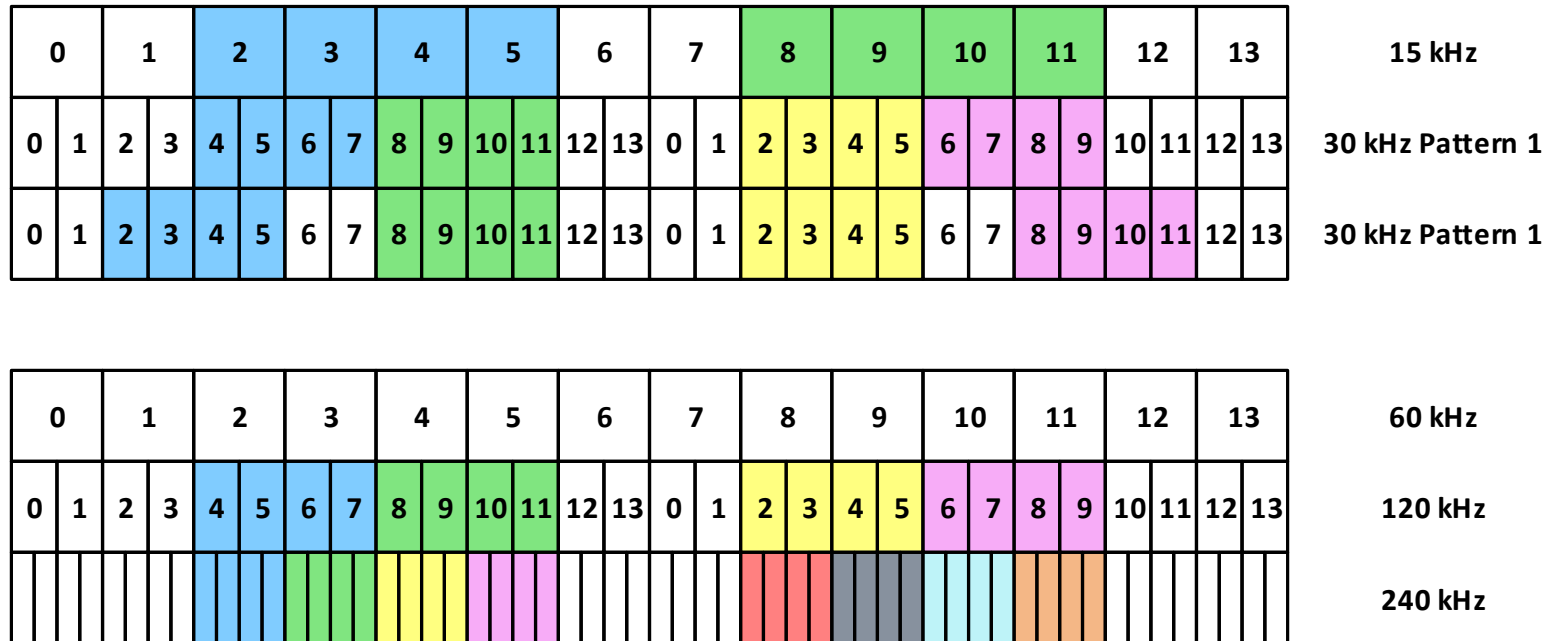 0 1 2 3 4 5 6 7 8 9 10 11 12 13 15 kHz
0 1 2 3 4 5 6 7 8 9 10 11 12 13 0 1 2 3 4 5 6 7 8 9 10 11 12 13 30 kHz Pattern 1
0 1 2 3 4 5 6 7 8 9 10 11 12 13 0 1 2 3 4 5 6 7 8 9 10 11 12 13 30 kHz Pattern 1
0 1 2 3 4 5 6 7 8 9 10 11 12 13 60 kHz
0 1 2 3 4 5 6 7 8 9 10 11 12 13 0 1 2 3 4 5 6 7 8 9 10 11 12 13 120 kHz
240 kHz